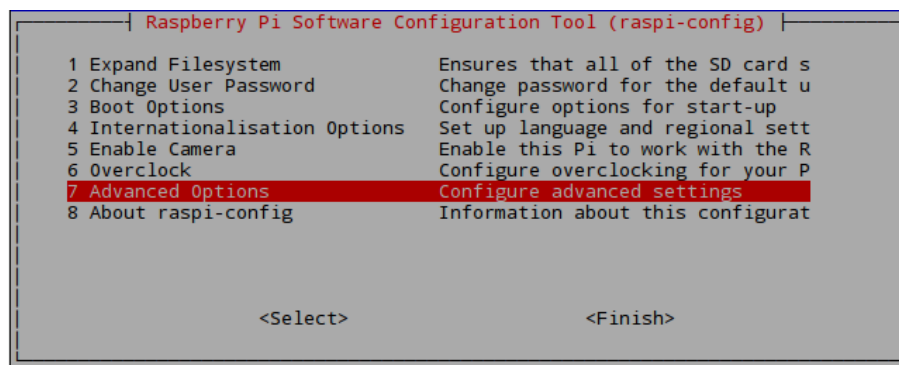 Raspberry Pi Software Configuration Tool (raspi-config)
1 Expand Filesystem Ensures that all of the SD card s
2 Change User Password Change password for the default u
3 Boot Options Configure options for start-up
4 Internationalisation Options Set up language and regional sett
5 Enable Camera Enable this Pi to work with the R
6 Overclock Configure overclocking for your P
7 Advanced Options Configure advanced settings
8 About raspi-config Information about this configurat
<Select> <Finish>